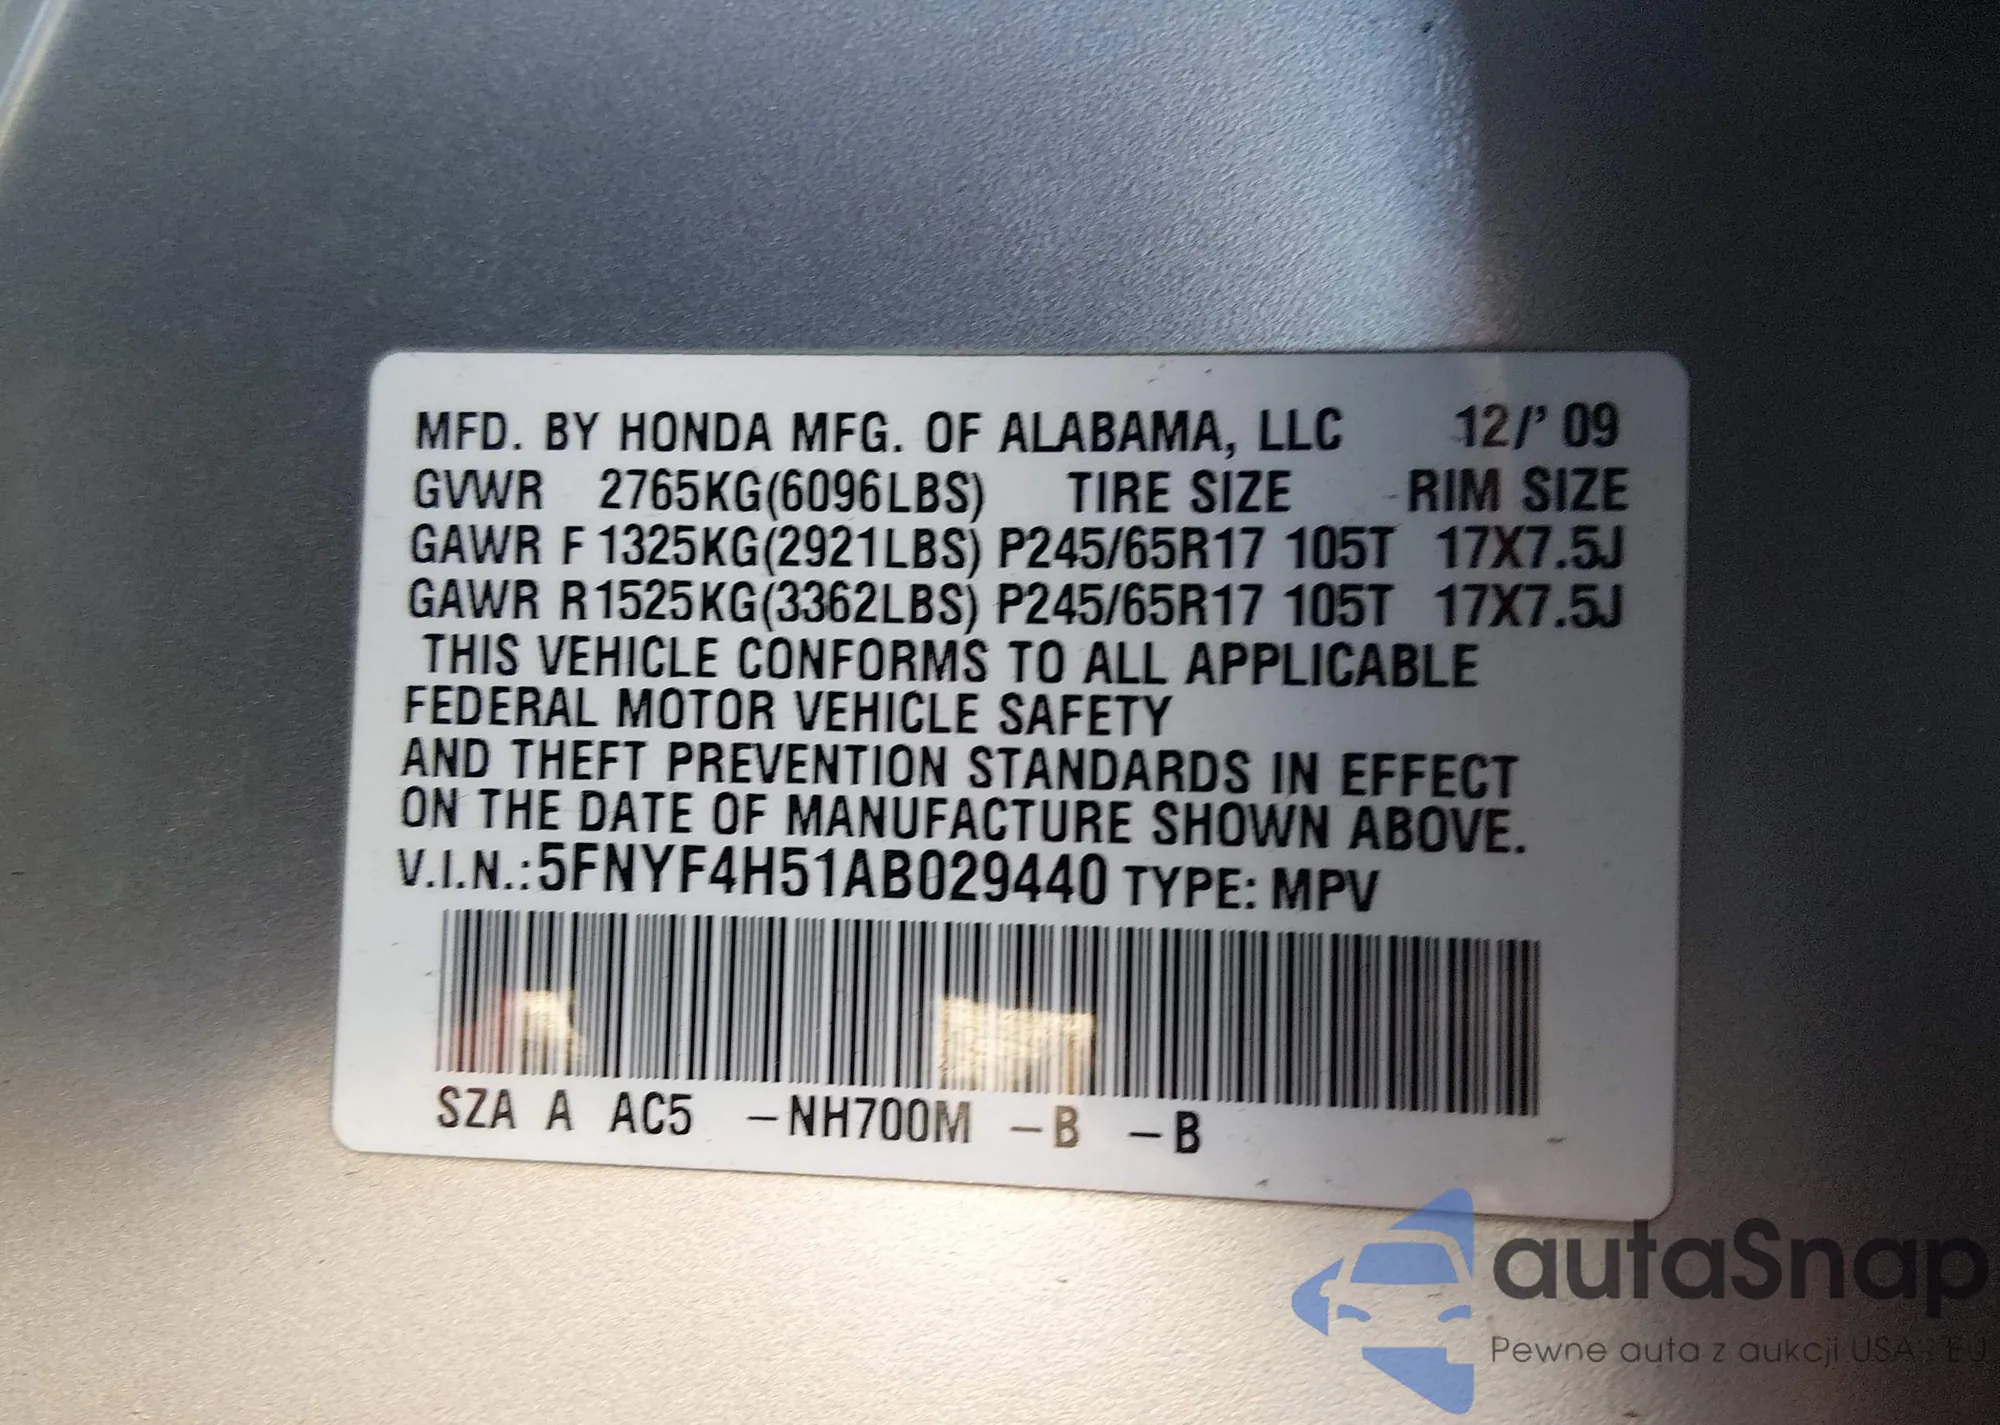 MFD. BY HONDA MFG. OF ALABAMA, LLC 12/' 09
GVWR 2765KG(6096LBS) TIRE SIZE RIM SIZE
GAWR F 1325KG(2921LBS) P245/65R17 105T 17X7.5J
GAWR R 1525KG(3362LBS) P245/65R17 105T 17X7.5J
THIS VEHICLE CONFORMS TO ALL APPLICABLE
FEDERAL MOTOR VEHICLE SAFETY
AND THEFT PREVENTION STANDARDS IN EFFECT
ON THE DATE OF MANUFACTURE SHOWN ABOVE.
V.I.N.:5FNYF4H51AB029440 TYPE: MPV
SZA A AC5 -NH700M -B -B
autaSnap
Pewne auta z aukcji USA i EU